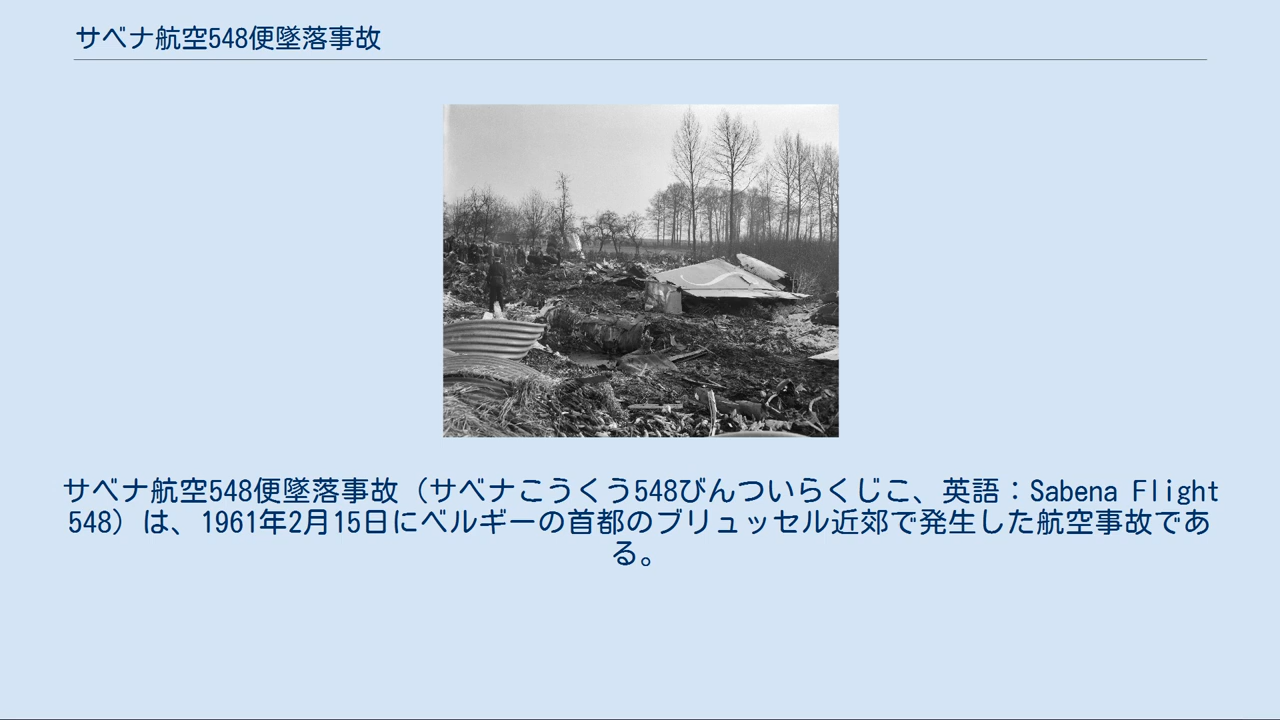 サベナ航空548便墜落事故
サベナ航空548便墜落事故（サベナこうくう548びんついらくじこ、英語：Sabena Flight
548）は、1961年2月15日にベルギーの首都のブリュッセル近郊で発生した航空事故であ
る。